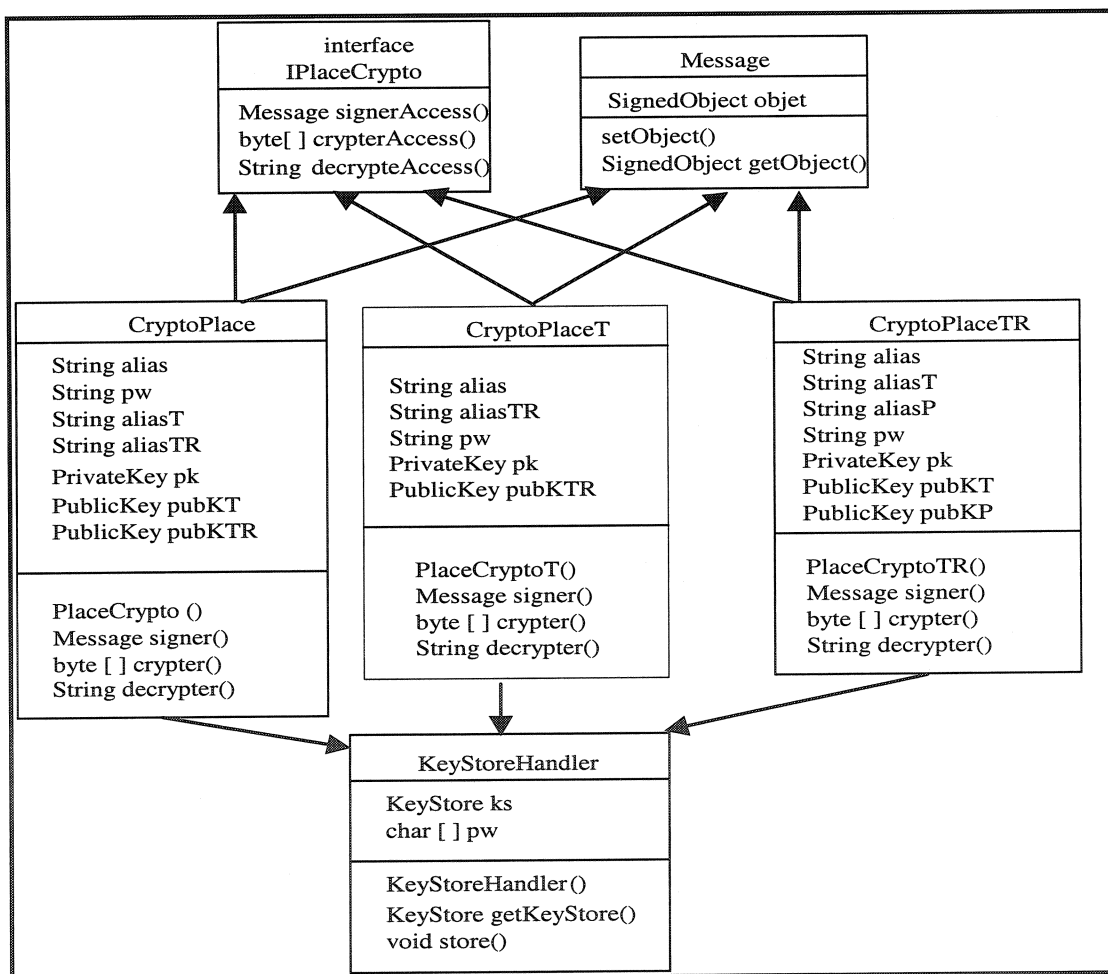 interface
IPlaceCrypto
Message signerAccess()
byte[ ] crypterAccess()
String decrypteAccess()
Message
SignedObject objet
setObject()
SignedObject getObject()
CryptoPlace
String alias
String pw
String aliasT
String aliasTR
PrivateKey pk
PublicKey pubKT
PublicKey pubKTR
PlaceCrypto ()
Message signer()
byte [ ] crypter()
String decrypter()
CryptoPlaceT
String alias
String aliasTR
String pw
PrivateKey pk
PublicKey pubKTR
PlaceCryptoT()
Message signer()
byte [ ] crypter()
String decrypter()
CryptoPlaceTR
String alias
String aliasT
String aliasP
String pw
PrivateKey pk
PublicKey pubKT
PublicKey pubKP
PlaceCryptoTR()
Message signer()
byte [ ] crypter()
String decrypter()
KeyStoreHandler
KeyStore ks
char [ ] pw
KeyStoreHandler()
KeyStore getKeyStore()
void store()